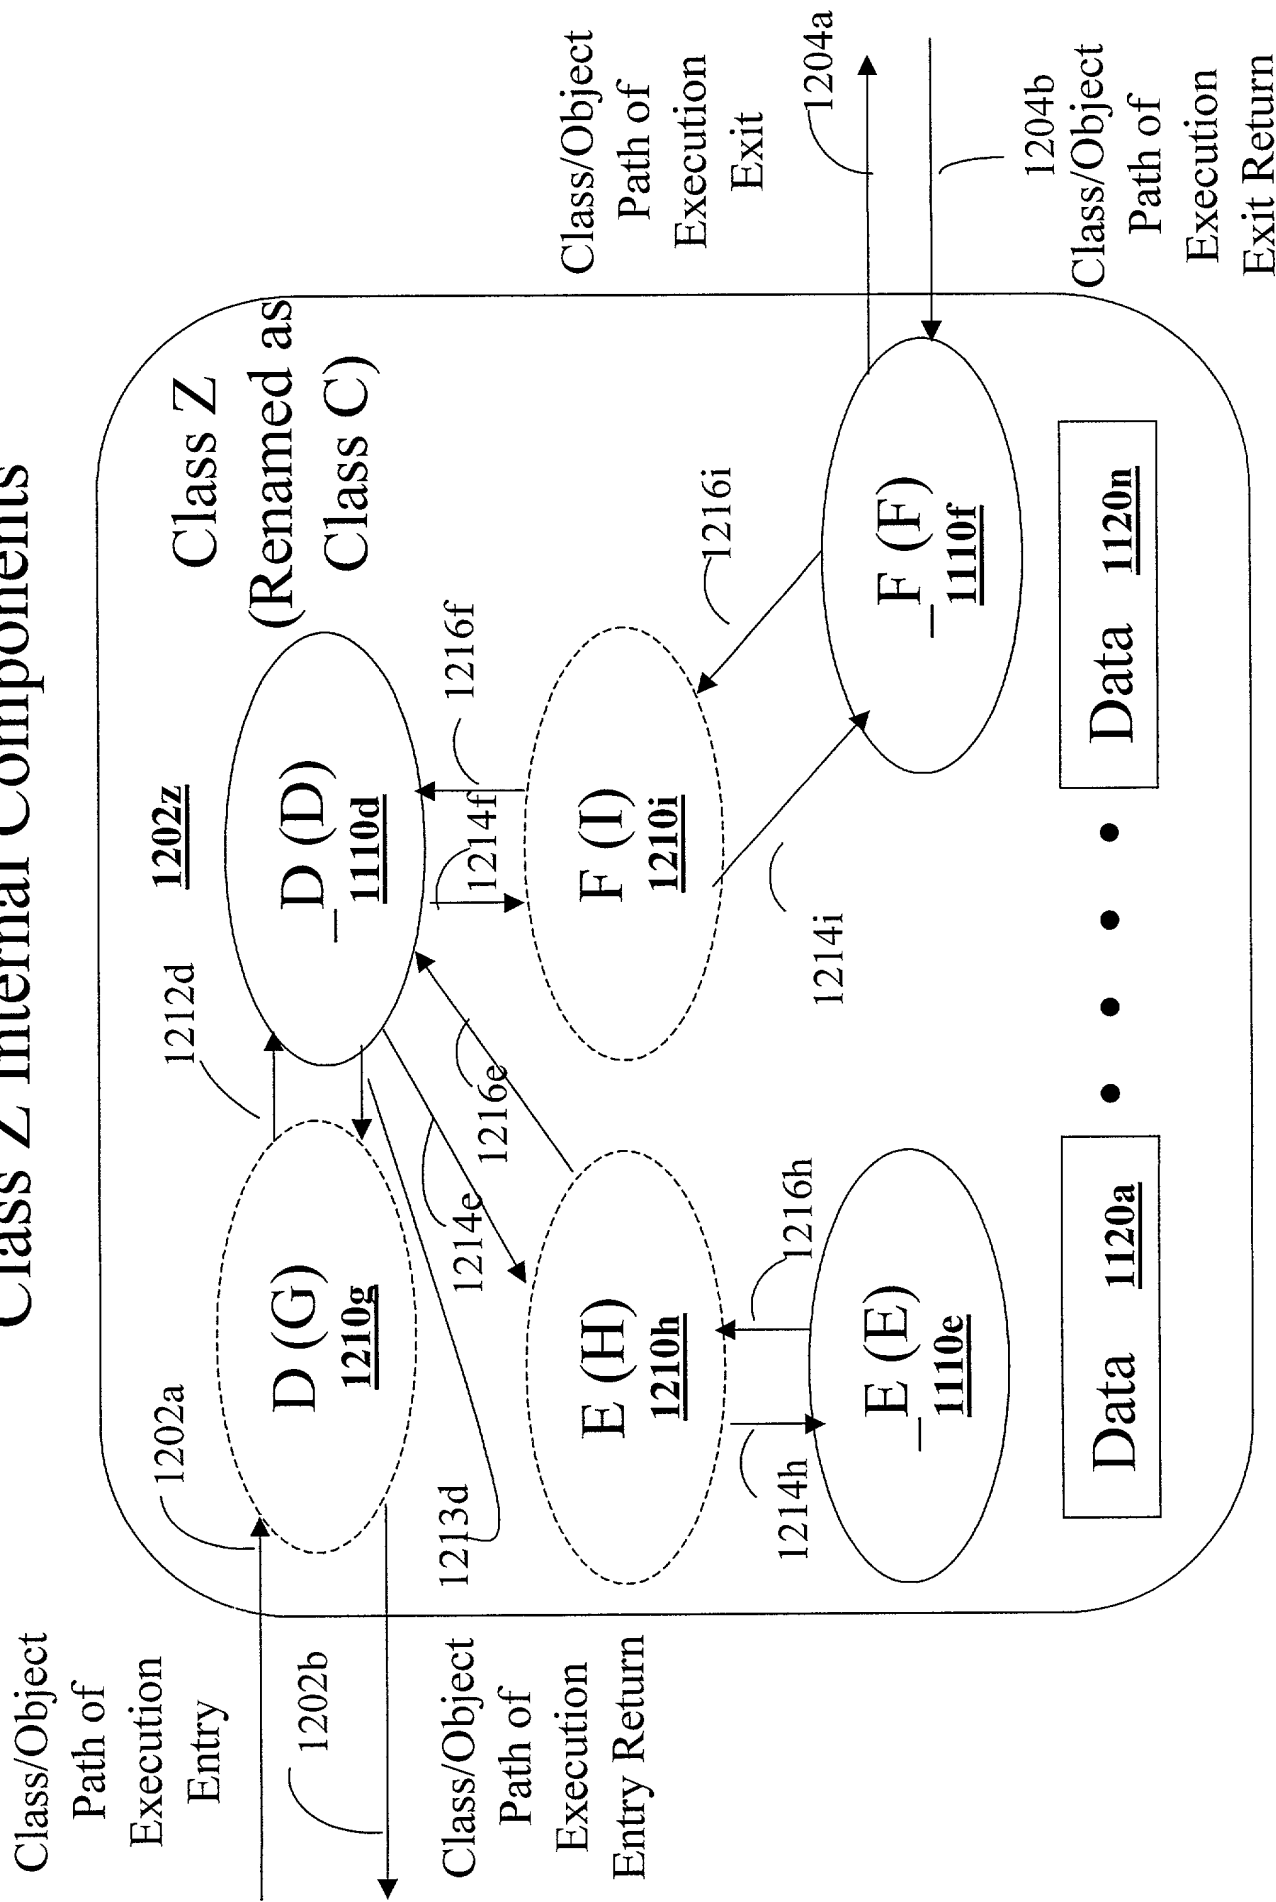 Class Z Internal Components
Class/Object
Path of
Execution
Entry
1202a
1202b
Class/Object
Path of
Execution
Entry Return
1202z
Class Z
(Renamed as
Class C)
D (G)
1210g
1212d
1213d
_D (D)
1110d
1214e
1216e
1214f
1216f
E (H)
1210h
F (I)
1210i
1214h
1216h
1214i
1216i
_E (E)
1110e
_F (F)
1110f
Data 1120a
Data 1120n
Class/Object
Path of
Execution
Exit
1204a
1204b
Class/Object
Path of
Execution
Exit Return